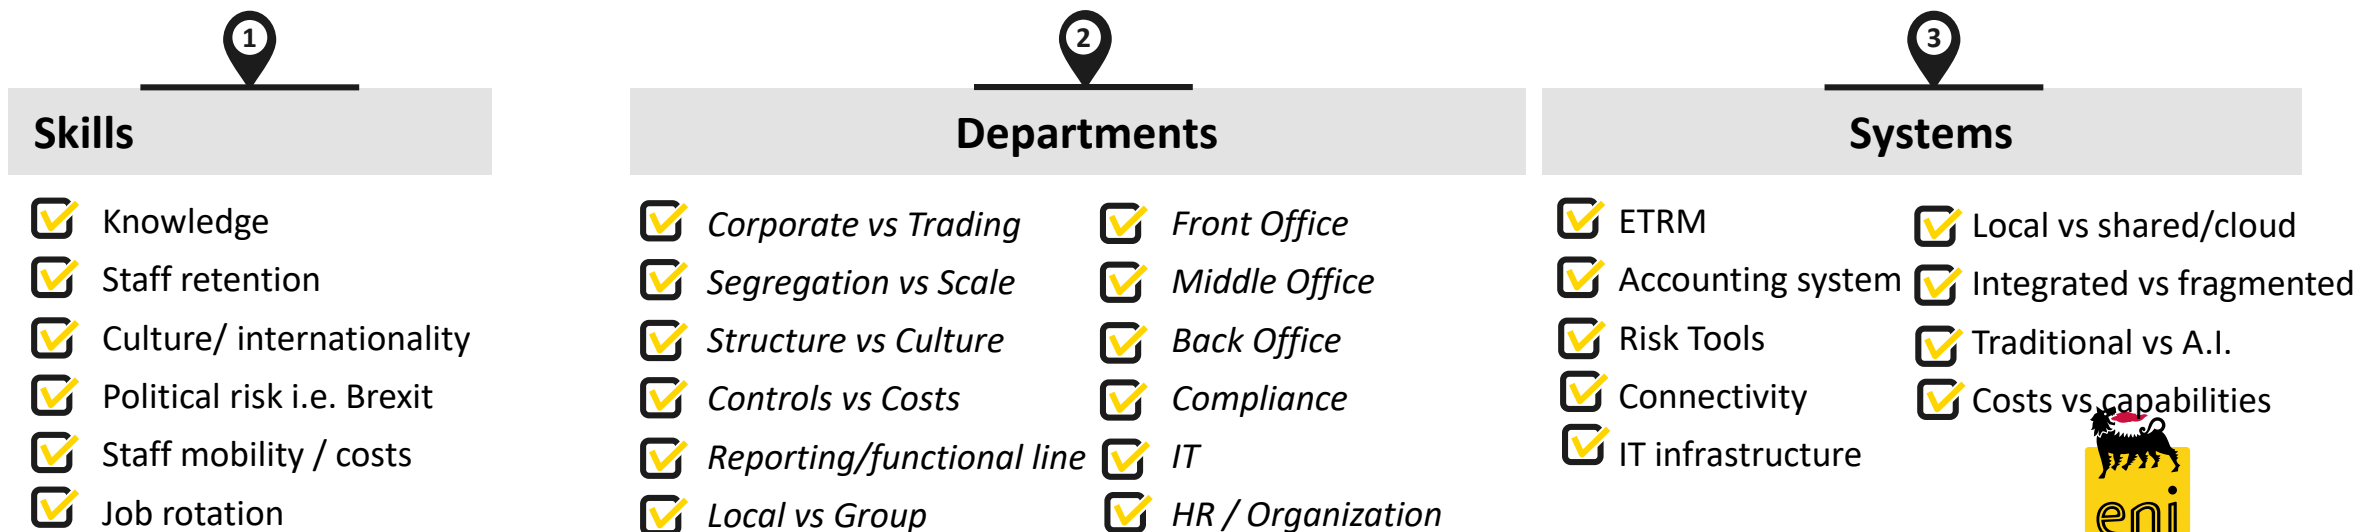 1
Skills
Knowledge
Staff retention
Culture/ internationality
Political risk i.e. Brexit
Staff mobility / costs
Job rotation
2
Departments
Corporate vs Trading
Segregation vs Scale
Structure vs Culture
Controls vs Costs
Reporting/functional line
Local vs Group
Front Office
Middle Office
Back Office
Compliance
IT
HR / Organization
3
Systems
ETRM
Accounting system
Risk Tools
Connectivity
IT infrastructure
Local vs shared/cloud
Integrated vs fragmented
Traditional vs A.I.
Costs vs capabilities
eni